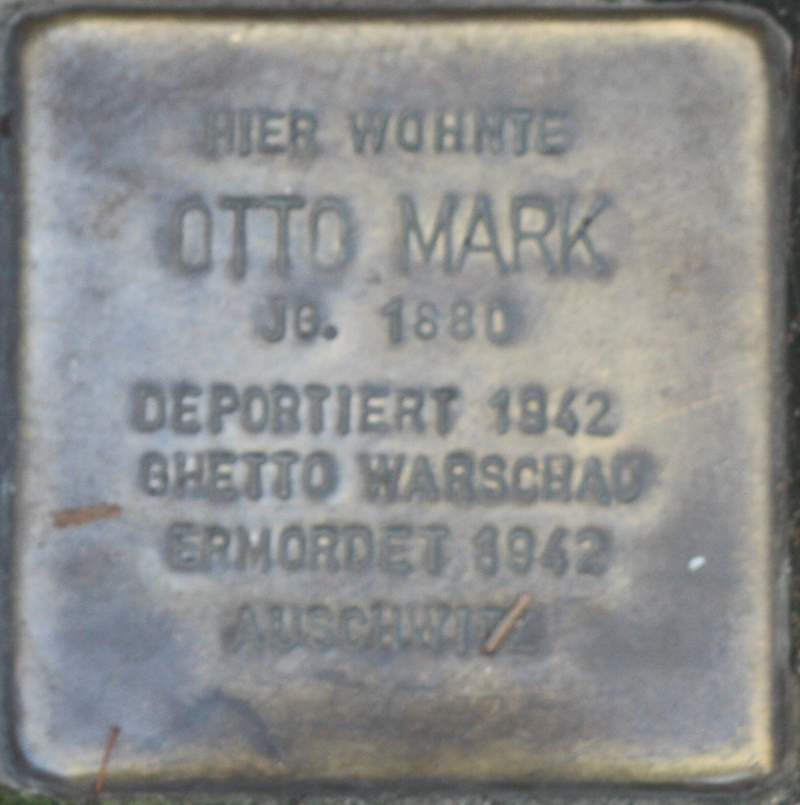 HIER WOHNTE
OTTO MARK
JG. 1880
DEPORTIERT 1942
GHETTO WARSCHAU
ERMORDET 1942
AUSCHWITZ